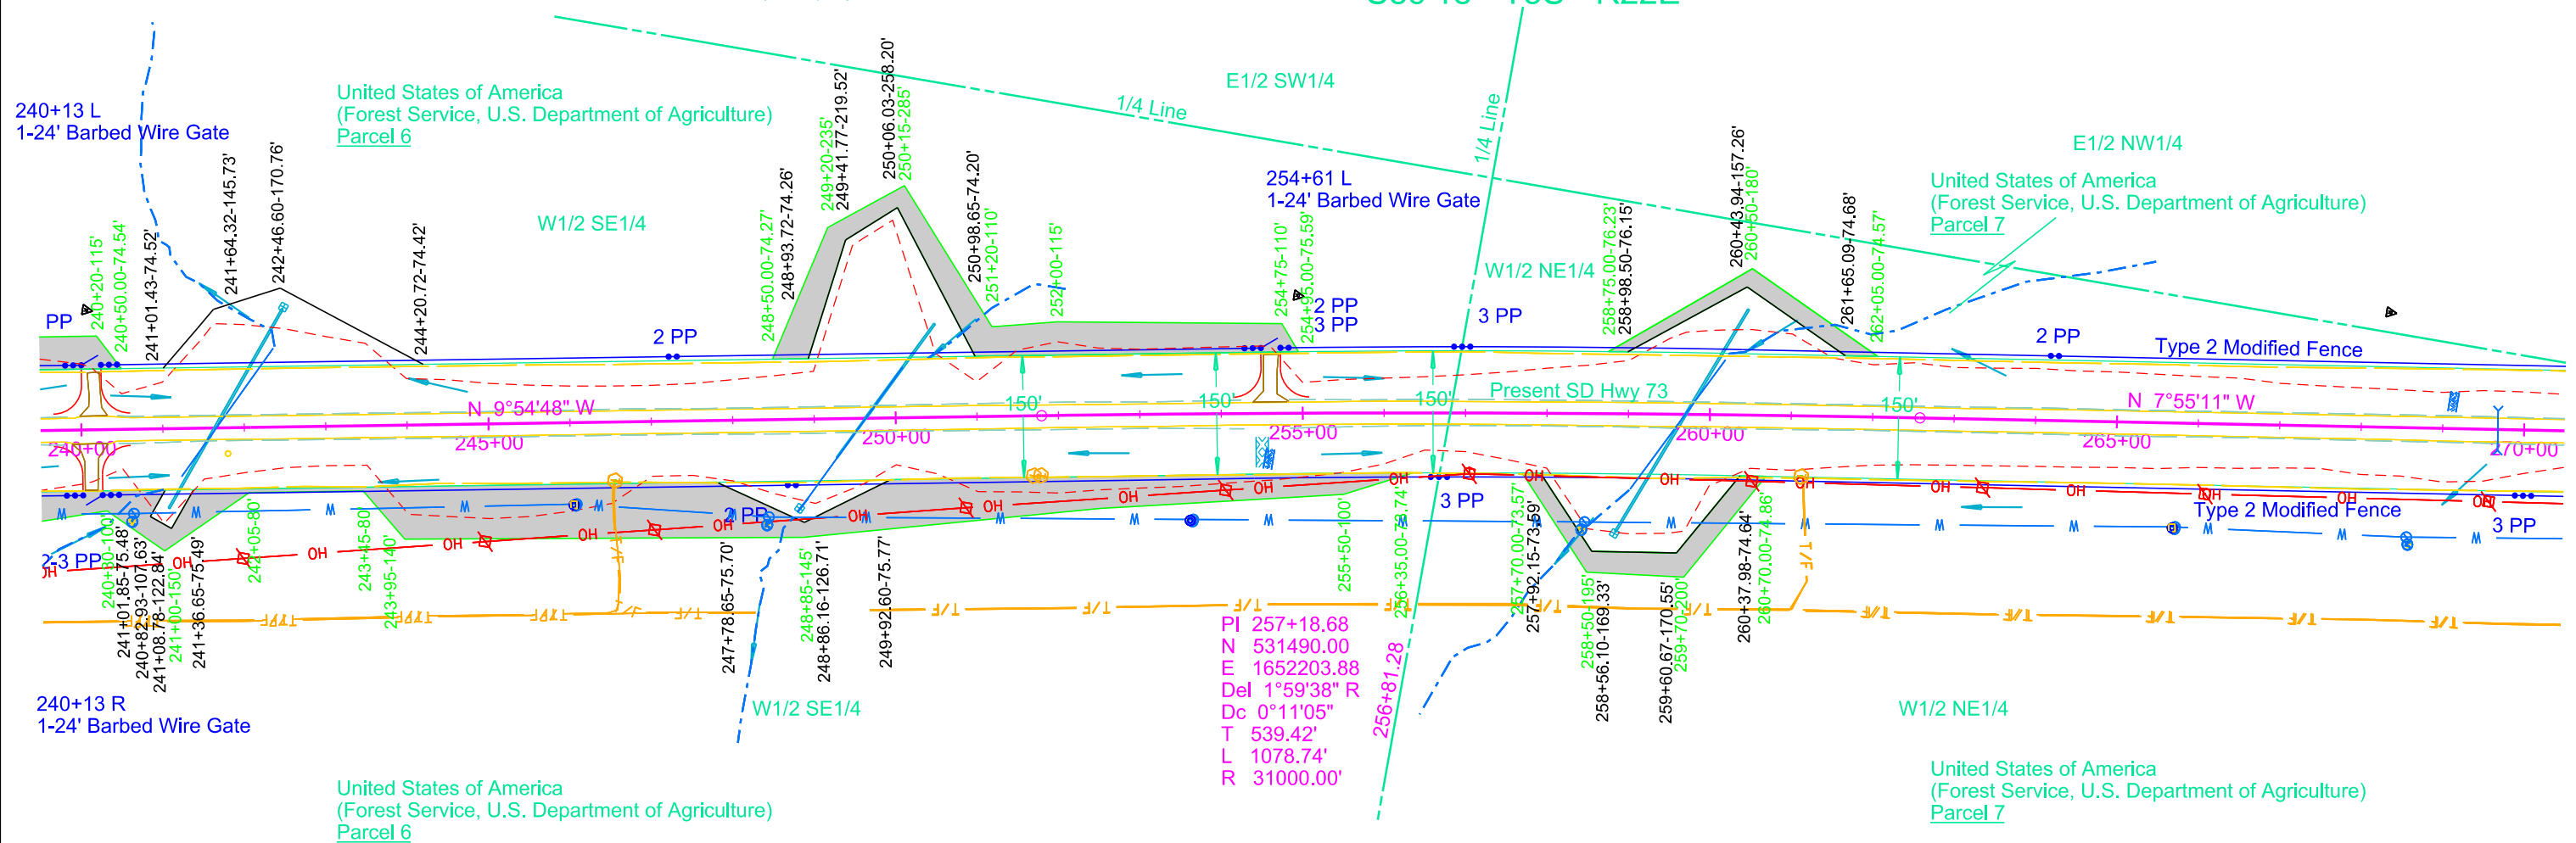 240+13 L
1-24' Barbed Wire Gate
United States of America
(Forest Service, U.S. Department of Agriculture)
Parcel 6
E1/2 SW1/4
1/4 Line
1/4 Line
E1/2 NW1/4
United States of America
(Forest Service, U.S. Department of Agriculture)
Parcel 7
W1/2 SE1/4
254+61 L
1-24' Barbed Wire Gate
W1/2 NE1/4
240+20-115'
240+50.00-74.54'
241+01.43-74.52'
241+64.32-145.73'
242+46.60-170.76'
244+20.72-74.42'
248+50.00-74.27'
248+93.72-74.26'
249+20-235'
249+41.77-219.52'
250+06.03-258.20'
250+15-285'
250+98.65-74.20'
251+20-110'
252+00-115'
254+75-110'
254+95.00-75.59'
258+75.00-76.23'
258+98.50-76.15'
260+43.94-157.26'
260+50-180'
261+65.09-74.68'
262+05.00-74.57'
PP
2 PP
2 PP
3 PP
3 PP
2 PP
Type 2 Modified Fence
N 9°54'48" W
150'
150'
150'
Present SD Hwy 73
150'
N 7°55'11" W
240+00
245+00
250+00
255+00
260+00
265+00
270+00
2-3 PP
2 PP
3 PP
Type 2 Modified Fence
3 PP
241+01.85-75.48'
240+82.93-107.63'
241+08.78-122.84'
241+00-150'
241+36.65-75.49'
242+05-80'
243+45-80'
243+95-140'
247+78.65-75.70'
248+85-145'
248+86.16-126.71'
249+92.60-75.77'
255+50-100'
257+70.00-73.57'
257+92.15-73.59'
258+50-195'
258+56.10-169.33'
259+60.67-170.55'
259+70-200'
260+37.98-74.64'
260+70.00-74.86'
PI 257+18.68
N 531490.00
E 1652203.88
Del 1°59'38" R
Dc 0°11'05"
T 539.42'
L 1078.74'
R 31000.00'
256+81.28
240+13 R
1-24' Barbed Wire Gate
W1/2 SE1/4
W1/2 NE1/4
United States of America
(Forest Service, U.S. Department of Agriculture)
Parcel 6
United States of America
(Forest Service, U.S. Department of Agriculture)
Parcel 7